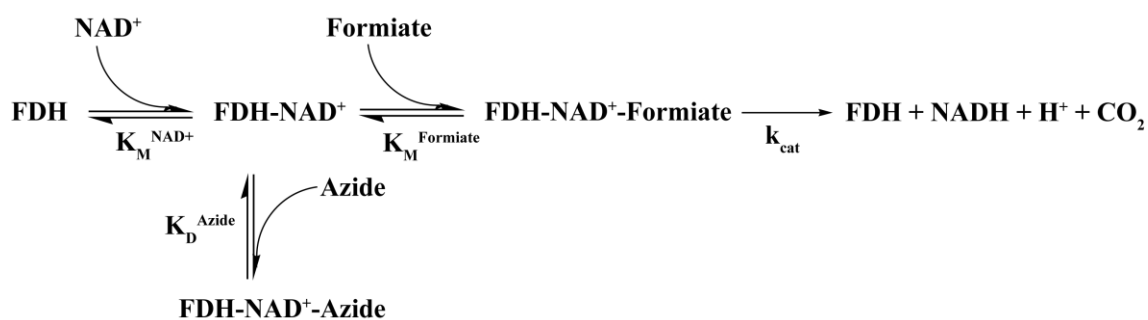 NAD⁺ Formiate
FDH FDH-NAD⁺ FDH-NAD⁺-Formiate FDH + NADH + H⁺ + CO₂
K_M^NAD+ K_M^Formiate k_cat
Azide
K_D^Azide
FDH-NAD⁺-Azide